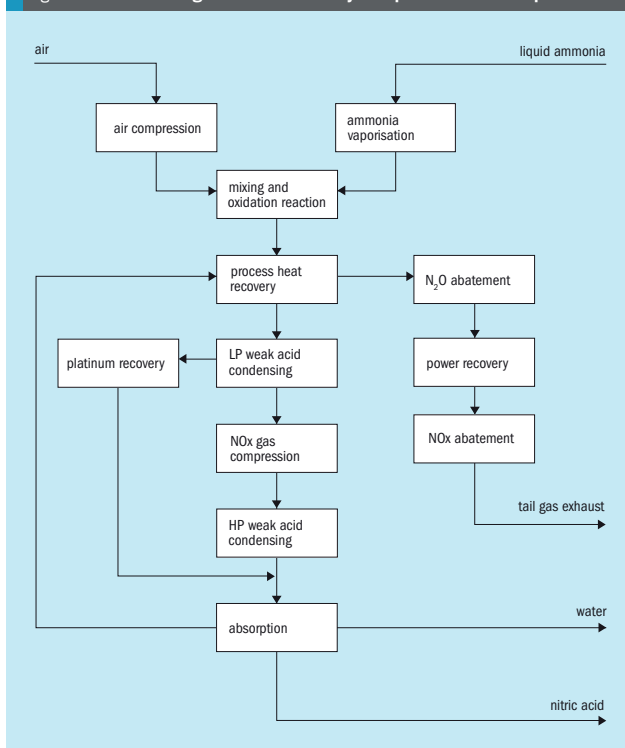 air
liquid ammonia
air compression
ammonia
vaporisation
mixing and
oxidation reaction
process heat
recovery
N₂O abatement
platinum recovery
LP weak acid
condensing
power recovery
NOx gas
compression
NOx abatement
HP weak acid
condensing
tail gas exhaust
absorption
water
nitric acid